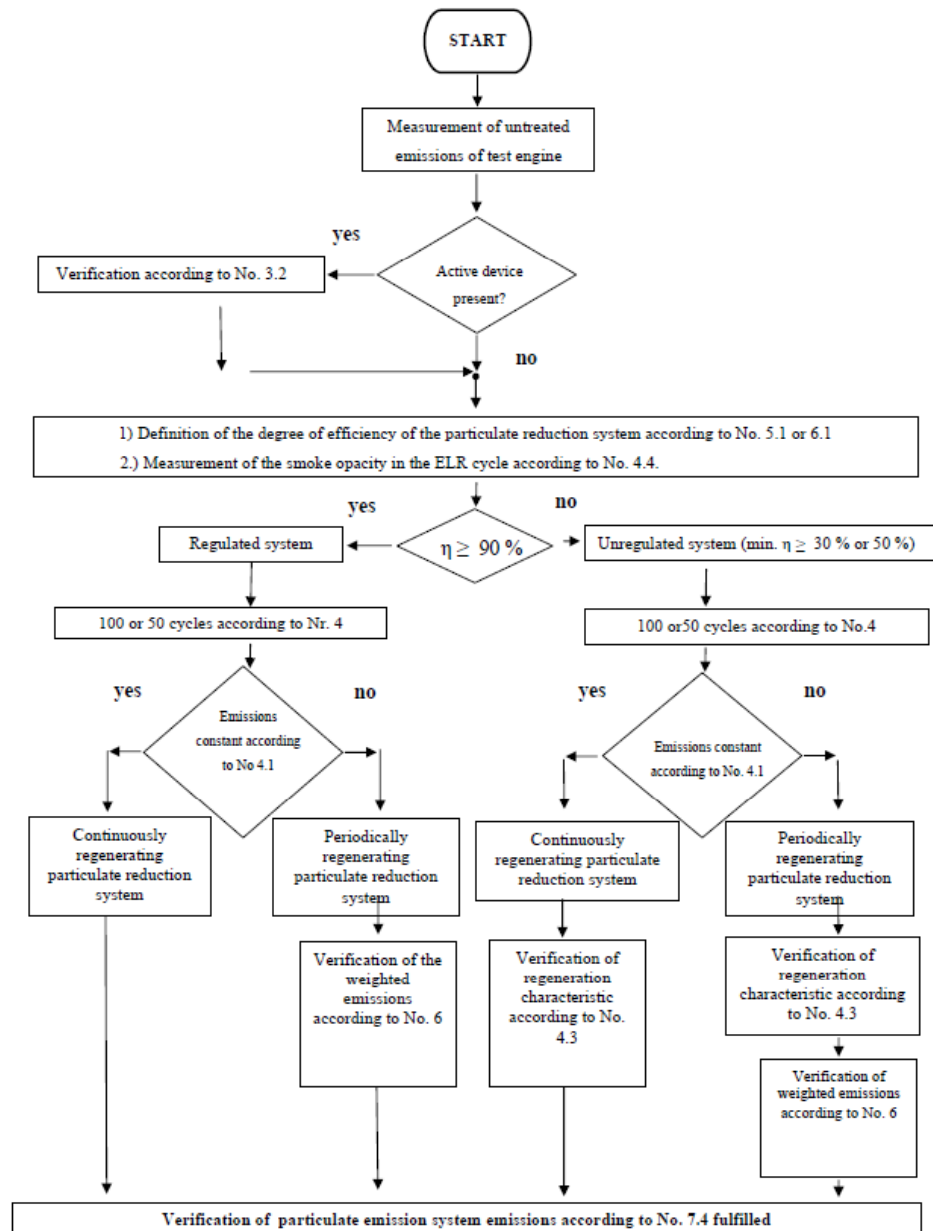 START
Measurement of untreated
emissions of test engine
yes
Verification according to No. 3.2
Active device
present?
no
1) Definition of the degree of efficiency of the particulate reduction system according to No. 5.1 or 6.1
2.) Measurement of the smoke opacity in the ELR cycle according to No. 4.4.
yes
no
Regulated system
η ≥ 90 %
Unregulated system (min. η ≥ 30 % or 50 %)
100 or 50 cycles according to Nr. 4
100 or50 cycles according to No.4
yes
no
yes
no
Emissions
constant according
to No 4.1
Emissions constant
according to No. 4.1
Continuously
regenerating
particulate reduction
system
Periodically
regenerating
particulate reduction
system
Continuously
regenerating particulate
reduction system
Periodically
regenerating
particulate reduction
system
Verification of the
weighted
emissions
according to No. 6
Verification of
regeneration
characteristic
according to No.
4.3
Verification of
regeneration
characteristic according
to No. 4.3
Verification of
weighted emissions
according to No. 6
Verification of particulate emission system emissions according to No. 7.4 fulfilled